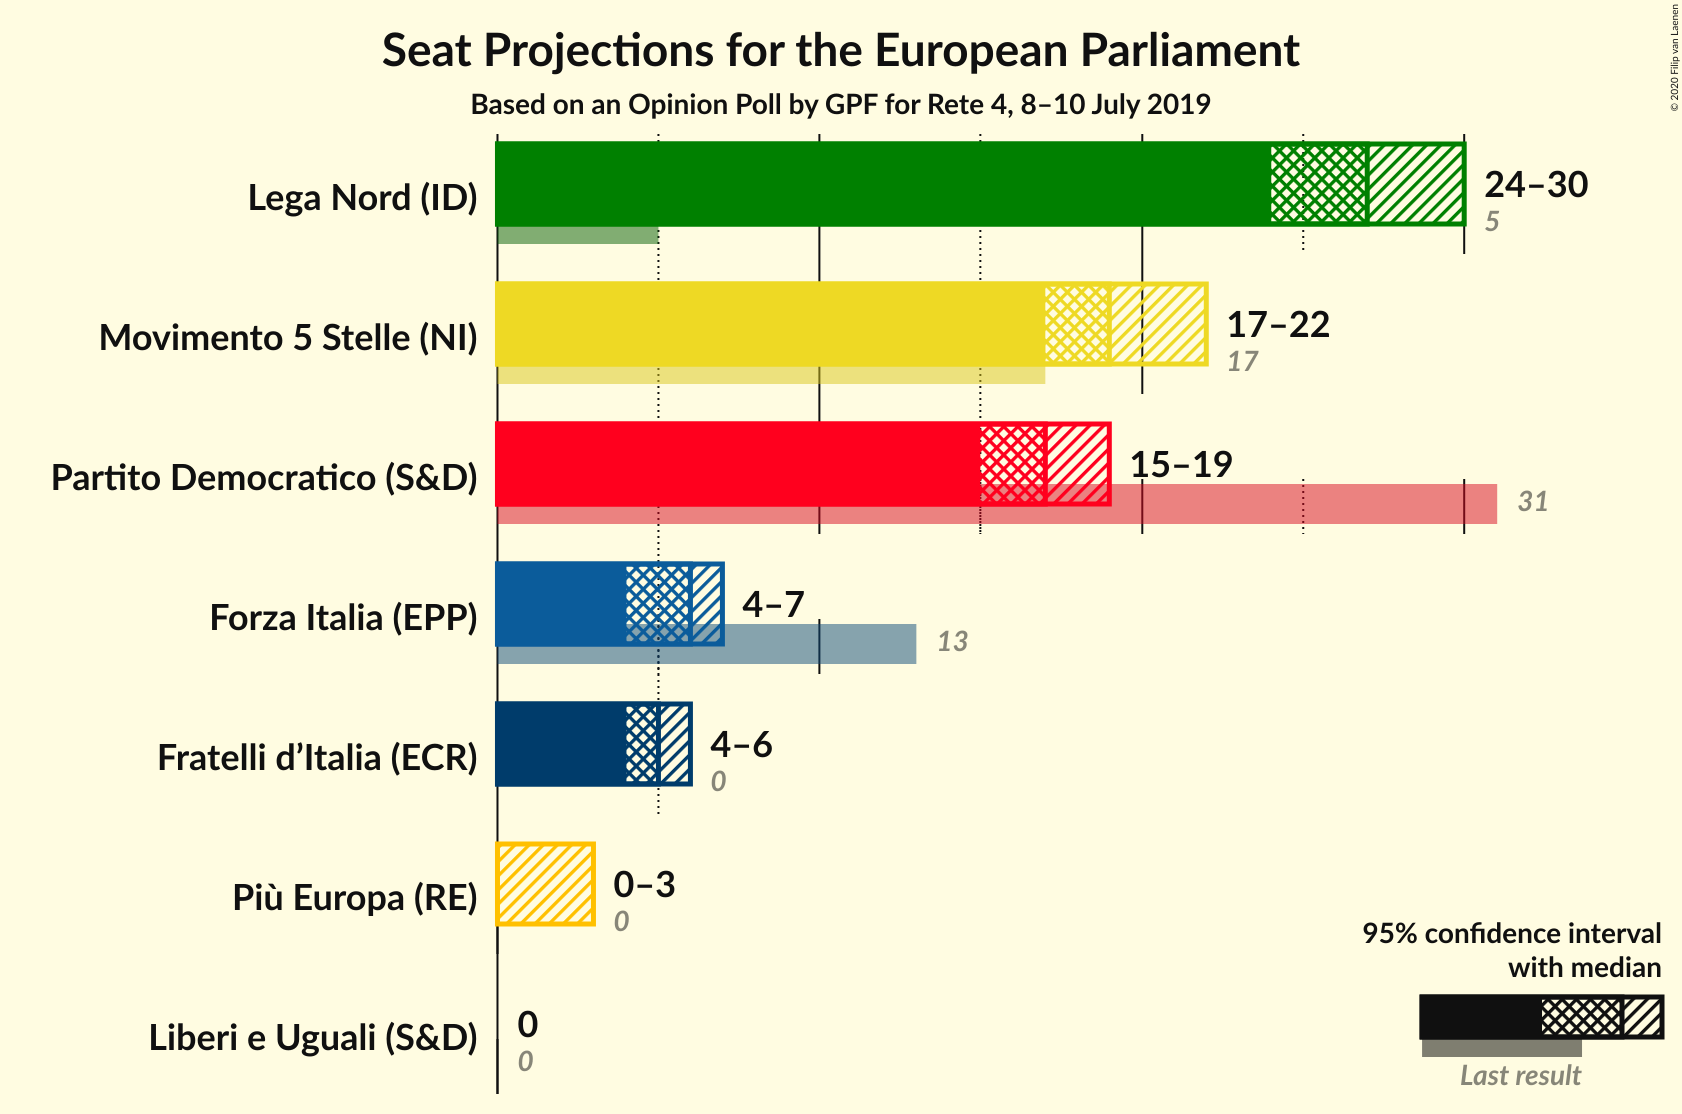 Seat Projections for the European Parliament
Based on an Opinion Poll by GPF for Rete 4, 8–10 July 2019
© 2020 Filip van Laenen
Lega Nord (ID)
24–30
5
Movimento 5 Stelle (NI)
17–22
17
Partito Democratico (S&D)
15–19
31
Forza Italia (EPP)
4–7
13
Fratelli d’Italia (ECR)
4–6
0
Più Europa (RE)
0–3
0
Liberi e Uguali (S&D)
0
0
95% confidence interval
with median
Last result